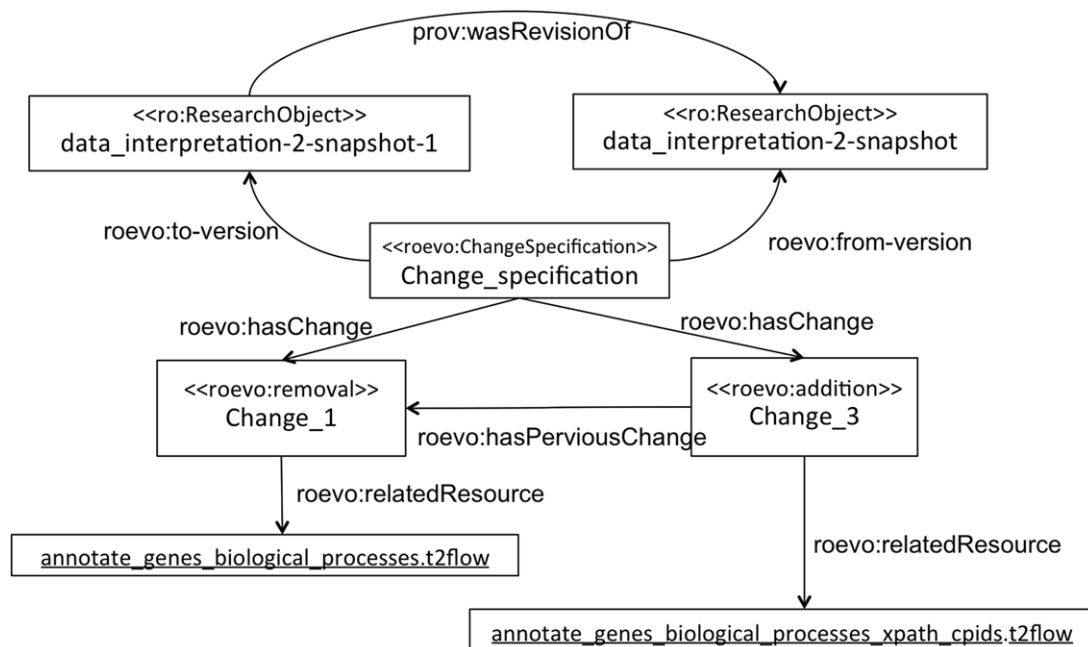 prov:wasRevisionOf
<<ro:ResearchObject>>
data_interpretation-2-snapshot-1
<<ro:ResearchObject>>
data_interpretation-2-snapshot
roevo:to-version
<<roevo:ChangeSpecification>>
Change_specification
roevo:from-version
roevo:hasChange
roevo:hasChange
<<roevo:removal>>
Change_1
<<roevo:addition>>
Change_3
roevo:hasPerviousChange
roevo:relatedResource
annotate_genes_biological_processes.t2flow
roevo:relatedResource
annotate_genes_biological_processes_xpath_cpids.t2flow